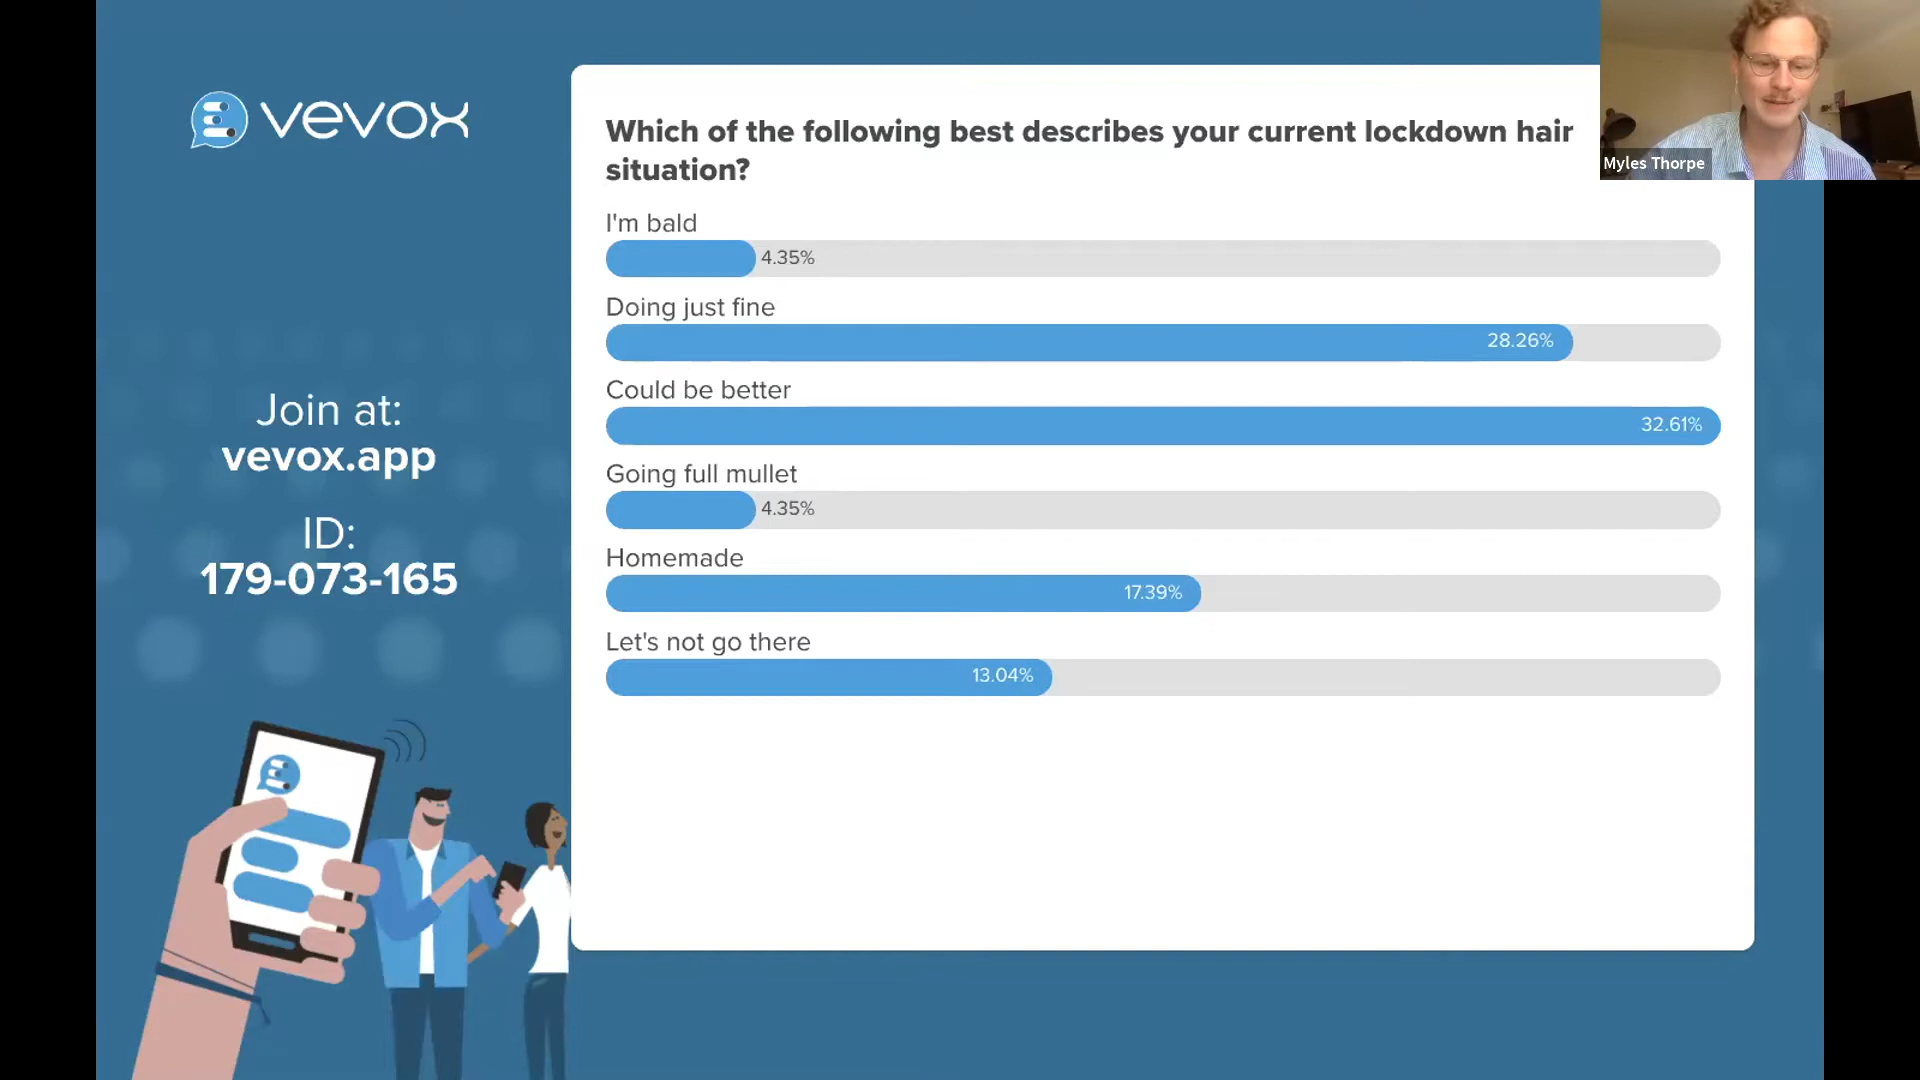 vevox
Join at:
vevox.app
ID:
179-073-165
Which of the following best describes your current lockdown hair
situation?
I'm bald
4.35%
Doing just fine
28.26%
Could be better
32.61%
Going full mullet
4.35%
Homemade
17.39%
Let's not go there
13.04%
Myles Thorpe